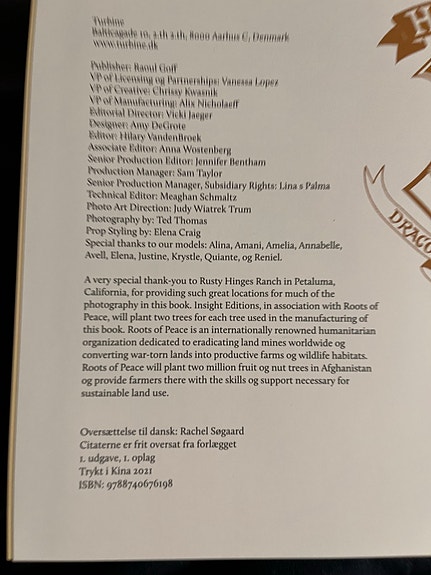 Turbine
Balticagade 10, 2.th 2.th, 8000 Aarhus C, Denmark
www.turbine.dk
Publisher: Raoul Goff
VP of Licensing and Partnerships: Vanessa Lopez
VP of Creative: Chrissy Kwasnik
VP of Manufacturing: Alix Nicholaeff
Editorial Director: Vicki Jaeger
Designer: Amy DeGrote
Editor: Hilary VandenBroek
Associate Editor: Anna Wostenberg
Senior Production Editor: Jennifer Bentham
Production Manager: Sam Taylor
Senior Production Manager, Subsidiary Rights: Lina s Palma
Technical Editor: Meaghan Schmaltz
Photo Art Direction: Judy Wiatrek Trum
Photography by: Ted Thomas
Prop Styling by: Elena Craig
Special thanks to our models: Alina, Amani, Amelia, Annabelle,
Avell, Elena, Justine, Krystle, Quiante, og Reniel.
A very special thank-you to Rusty Hinges Ranch in Petaluma,
California, for providing such great locations for much of the
photography in this book. Insight Editions, in association with Roots of
Peace, will plant two trees for each tree used in the manufacturing of
this book. Roots of Peace is an internationally renowned humanitarian
organization dedicated to eradicating land mines worldwide og
converting war-torn lands into productive farms og wildlife habitats.
Roots of Peace will plant two million fruit og nut trees in Afghanistan
og provide farmers there with the skills og support necessary for
sustainable land use.
Oversættelse til dansk: Rachel Søgaard
Citaterne er frit oversat fra forlægget
1. udgave, 1. oplag
Trykt i Kina 2021
ISBN: 9788740676198
H
DRAGO